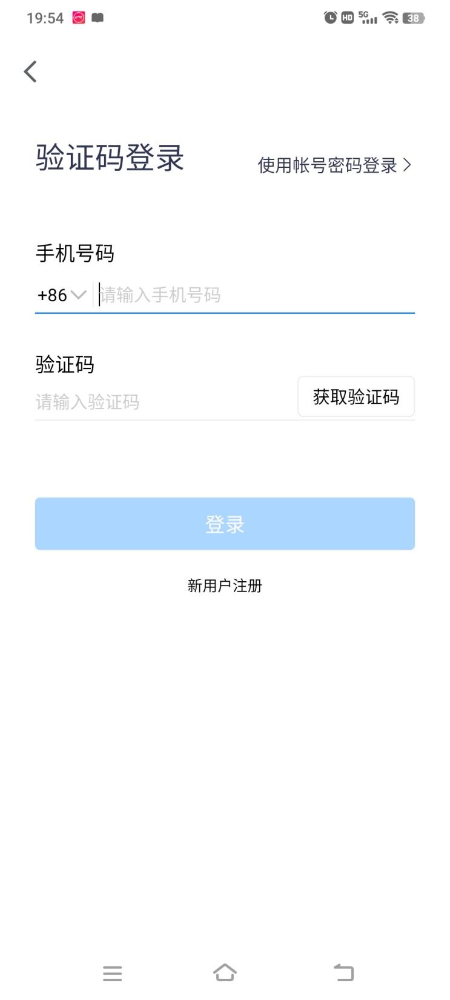 19:54 HD 5G 38
验证码登录
使用帐号密码登录
手机号码
+86 请输入手机号码
验证码
请输入验证码 获取验证码
登录
新用户注册